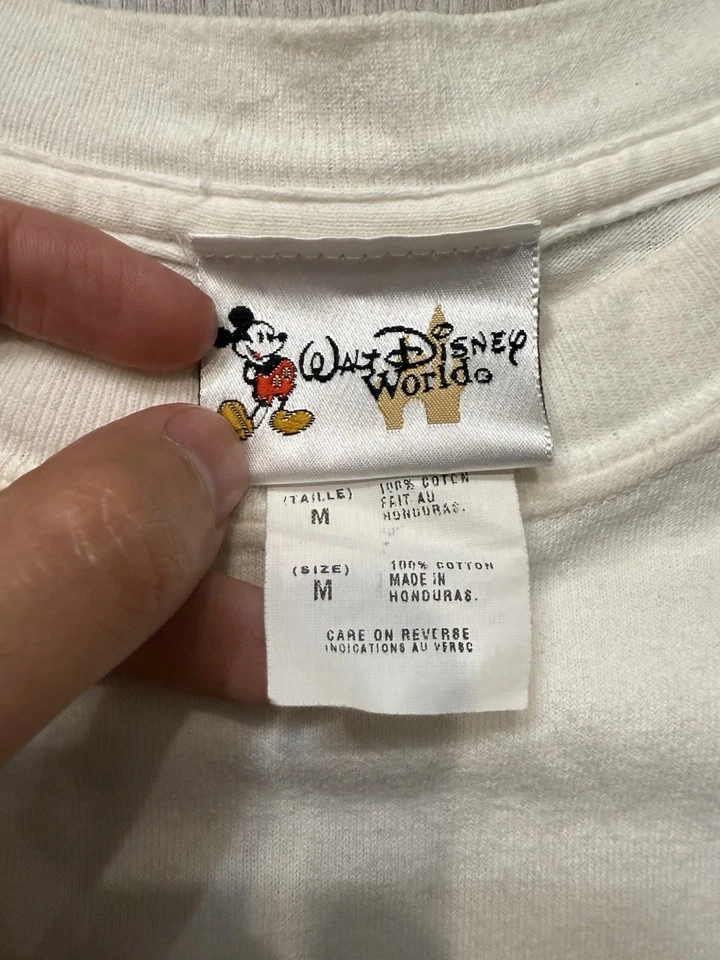 WALT DISNEY
World®
(TAILLE)
M
100% COTON
FAIT AU
HONDURAS.
(SIZE)
M
100% COTTON
MADE IN
HONDURAS.
CARE ON REVERSE
INDICATIONS AU VERSO